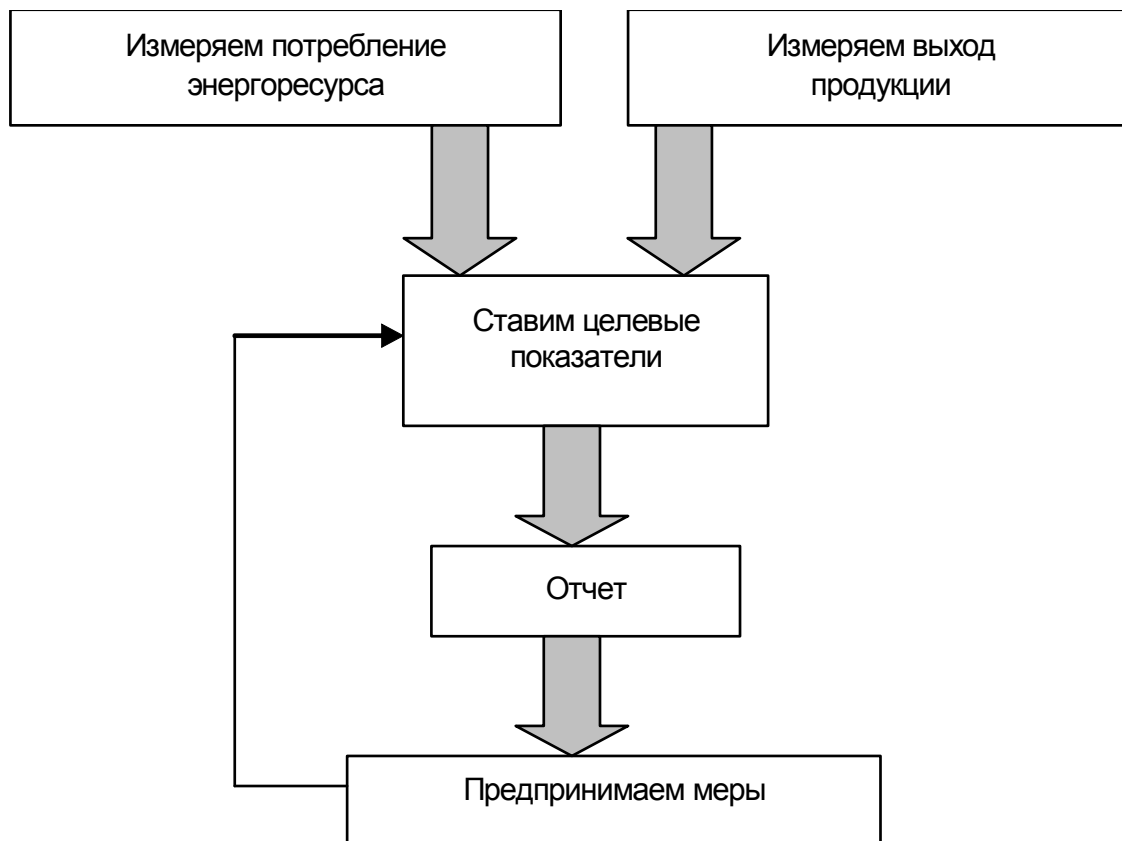 Измеряем потребление
энергоресурса
Измеряем выход
продукции
Ставим целевые
показатели
Отчет
Предпринимаем меры